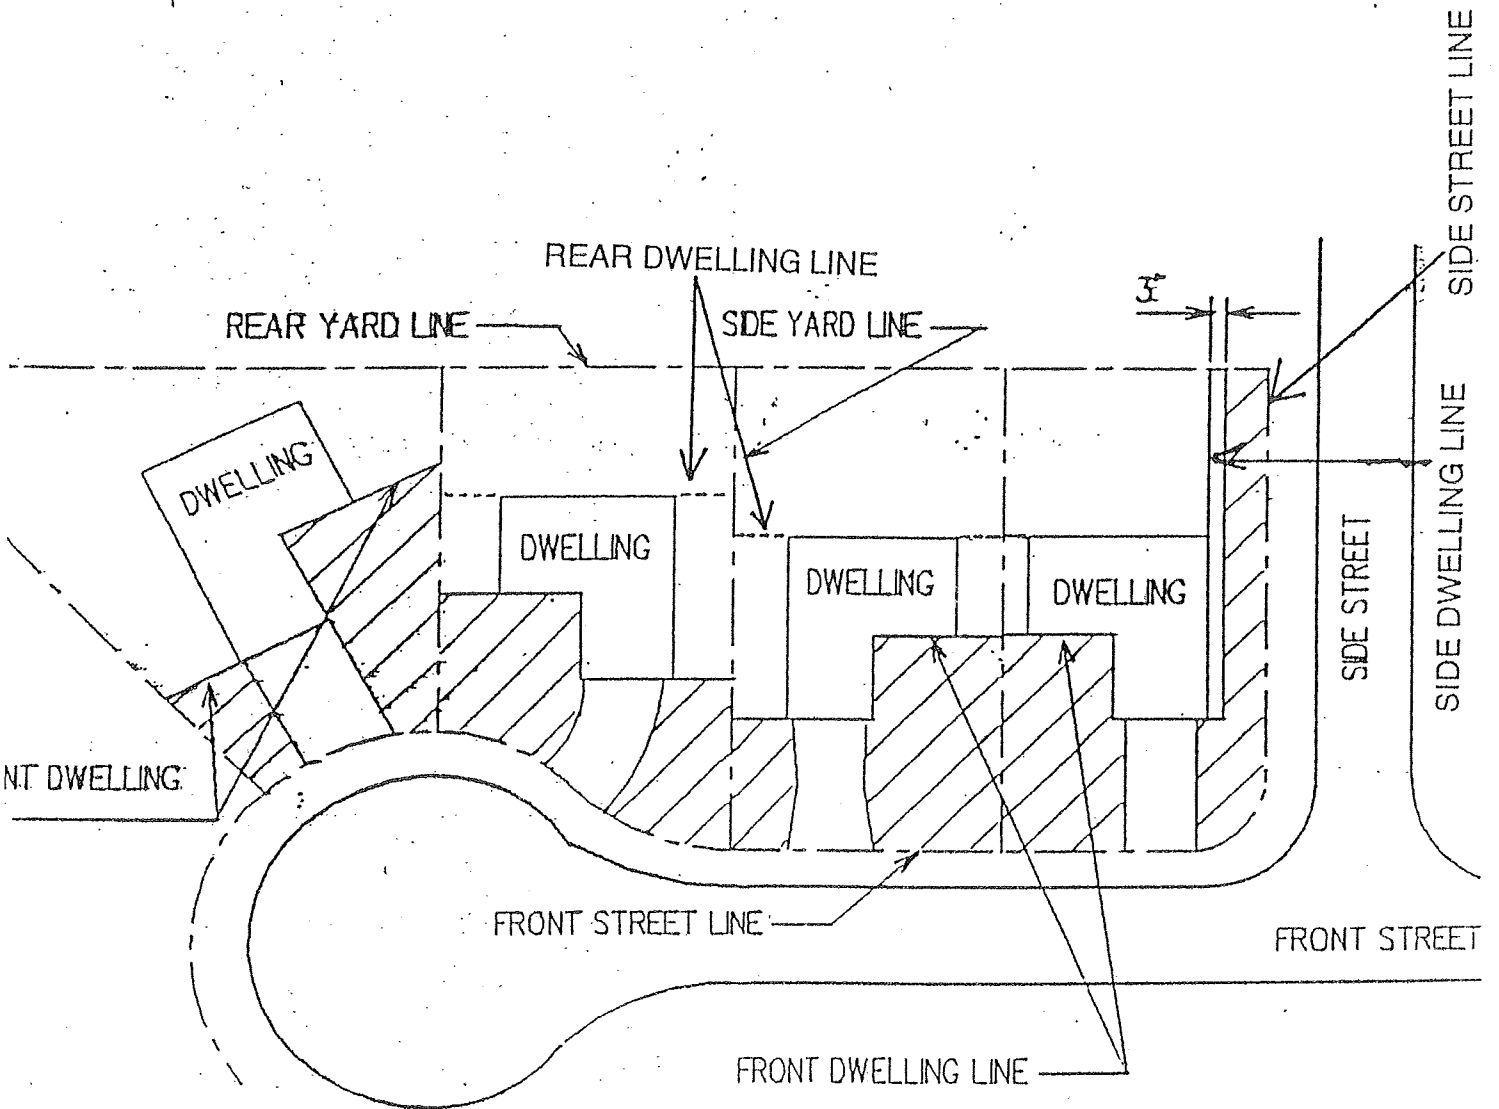 SIDE STREET LINE
REAR DWELLING LINE
REAR YARD LINE
SIDE YARD LINE
DWELLING
DWELLING
DWELLING
DWELLING
SIDE STREET
SIDE DWELLING LINE
NT DWELLING
FRONT STREET LINE
FRONT STREET
FRONT DWELLING LINE